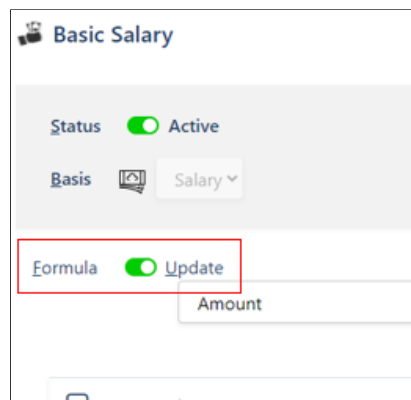 Basic Salary
Status Active
Basis Salary
Formula Update
Amount